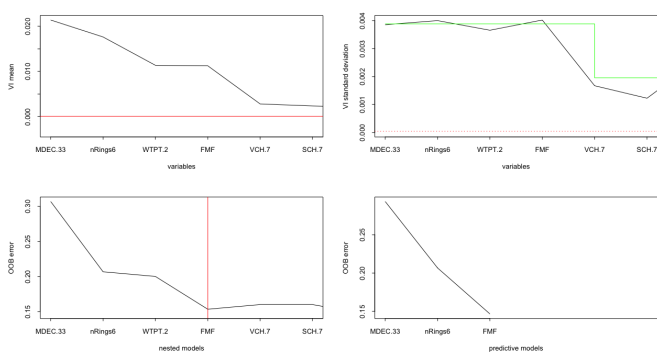 VI mean
0.000
0.010
0.020
MDEC.33 nRings6 WTPT.2 FMF VCH.7 SCH.7
variables
VI standard deviation
0.000
0.001
0.002
0.003
0.004
MDEC.33 nRings6 WTPT.2 FMF VCH.7 SCH.7
variables
OOB error
0.15
0.20
0.25
0.30
MDEC.33 nRings6 WTPT.2 FMF VCH.7 SCH.7
nested models
OOB error
0.15
0.20
0.25
MDEC.33 nRings6 FMF
predictive models